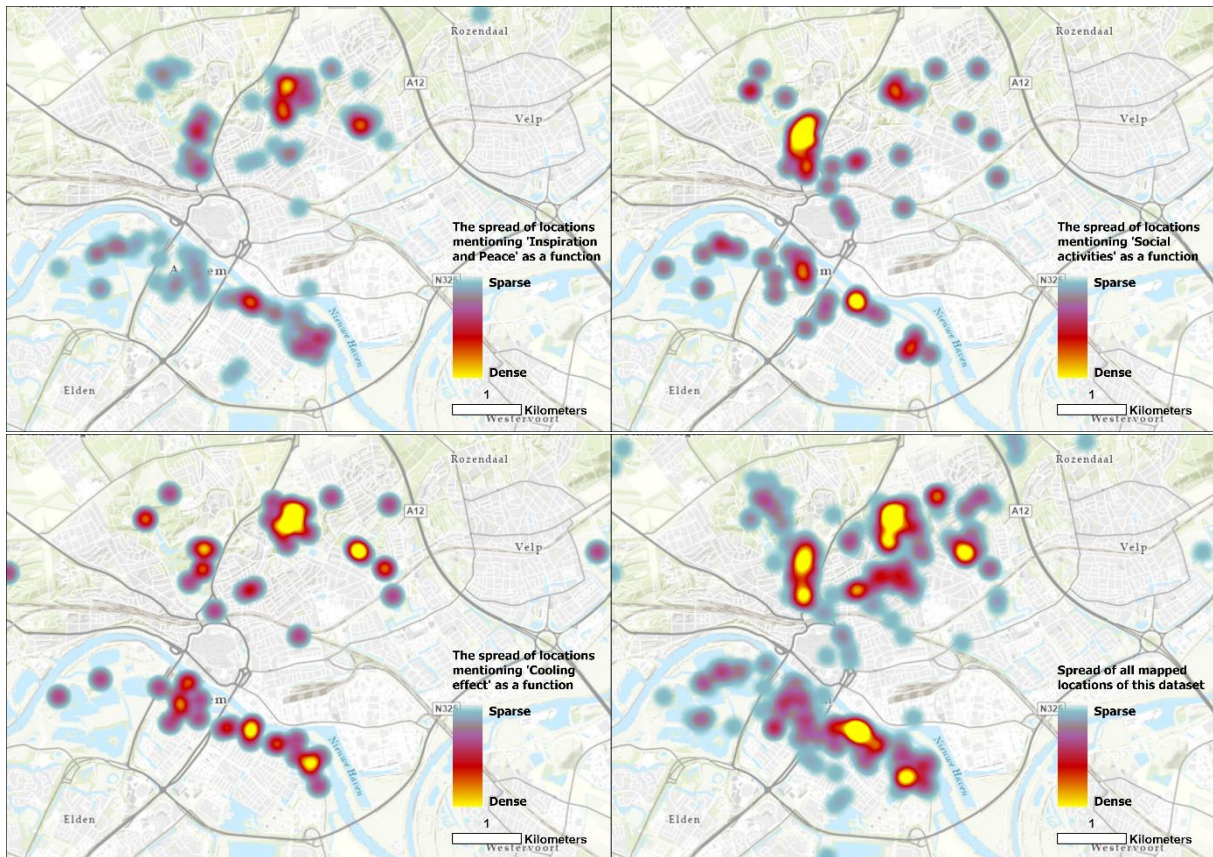 Rozendaal
A12
Velp
The spread of locations
mentioning 'Inspiration
and Peace' as a function
N325
Sparse
Nieuwe Haven
Dense
Elden
1
Kilometers
Westervoort
Rozendaal
A12
Velp
The spread of locations
mentioning 'Social
activities' as a function
N325
Sparse
Nieuwe Haven
Dense
Elden
1
Kilometers
Westervoort
Rozendaal
A12
Velp
The spread of locations
mentioning 'Cooling
effect' as a function
N325
Sparse
Nieuwe Haven
Dense
Elden
1
Kilometers
Westervoort
Rozendaal
A12
Velp
Spread of all mapped
locations of this dataset
N325
Sparse
Nieuwe Haven
Dense
Elden
1
Kilometers
Westervoort